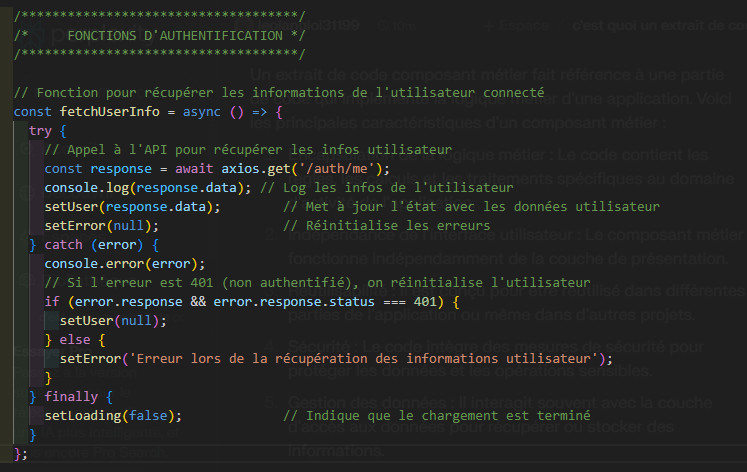 /***********************************/
/*    FONCTIONS D'AUTHENTIFICATION */
/***********************************/
// Fonction pour récupérer les informations de l'utilisateur connecté
const fetchUserInfo = async () => {
  try {
    // Appel à l'API pour récupérer les infos utilisateur
    const response = await axios.get('/auth/me');
    console.log(response.data); // Log les infos de l'utilisateur
    setUser(response.data);        // Met à jour l'état avec les données utilisateur
    setError(null);                // Réinitialise les erreurs
  } catch (error) {
    console.error(error);
    // Si l'erreur est 401 (non authentifié), on réinitialise l'utilisateur
    if (error.response && error.response.status === 401) {
      setUser(null);
    } else {
      setError('Erreur lors de la récupération des informations utilisateur');
    }
  } finally {
    setLoading(false);             // Indique que le chargement est terminé
  }
};